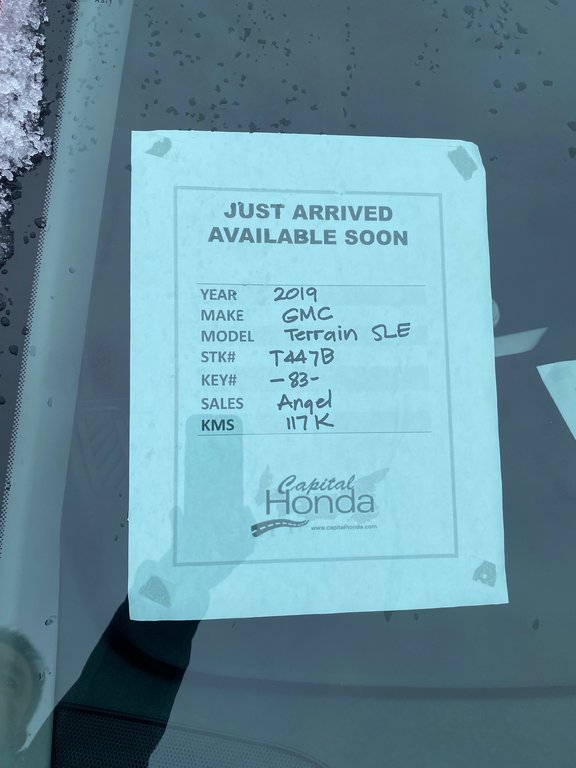 JUST ARRIVED
AVAILABLE SOON
YEAR 2019
MAKE GMC
MODEL Terrain SLE
STK# T447B
KEY# -83-
SALES Angel
KMS 117K
Capital
Honda
www.capitalhonda.com